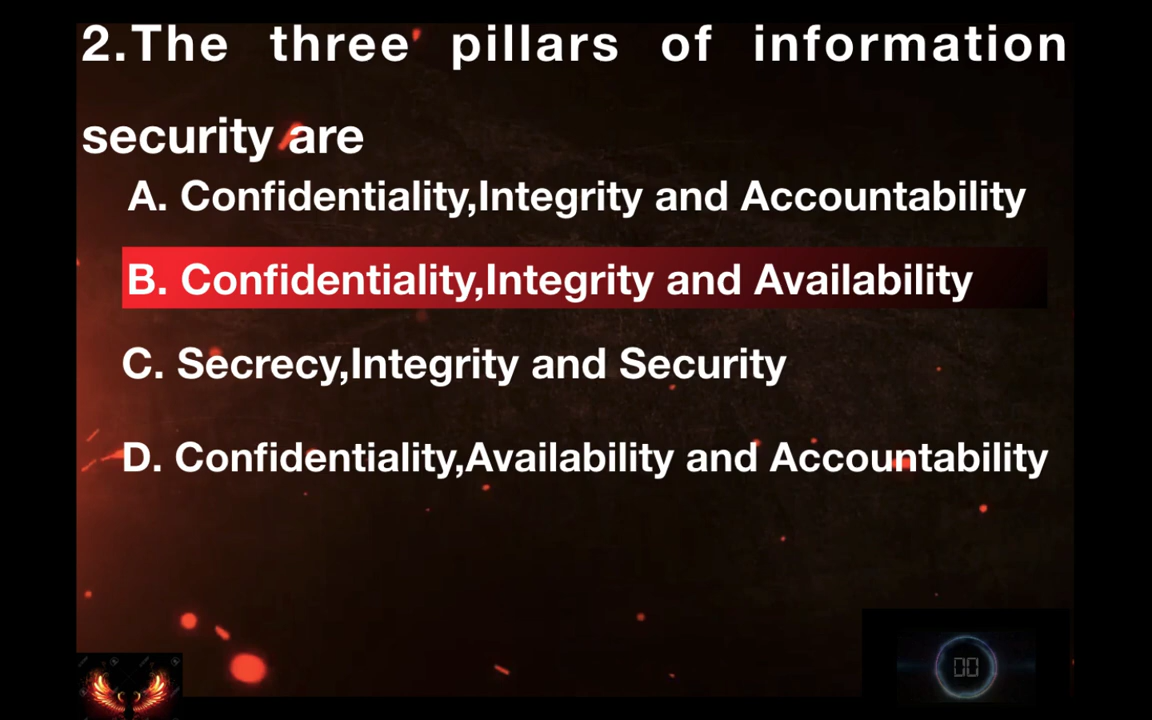 2.The three pillars of information
security are
A. Confidentiality,Integrity and Accountability
B. Confidentiality,Integrity and Availability
C. Secrecy,Integrity and Security
D. Confidentiality,Availability and Accountability
00